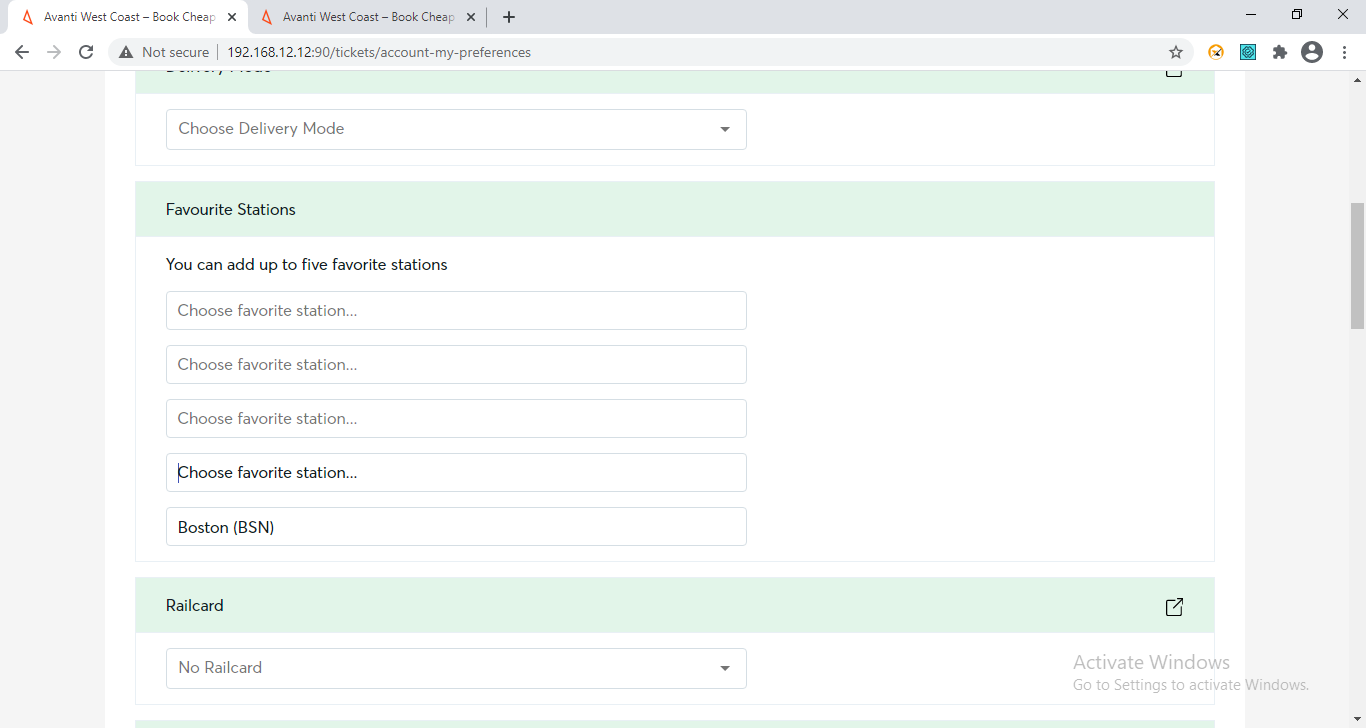 Avanti West Coast – Book Cheap
Avanti West Coast – Book Cheap
Not secure
192.168.12.12:90/tickets/account-my-preferences
Delivery Mode
Choose Delivery Mode
Favourite Stations
You can add up to five favorite stations
Choose favorite station...
Choose favorite station...
Choose favorite station...
Choose favorite station...
Boston (BSN)
Railcard
No Railcard
Activate Windows
Go to Settings to activate Windows.